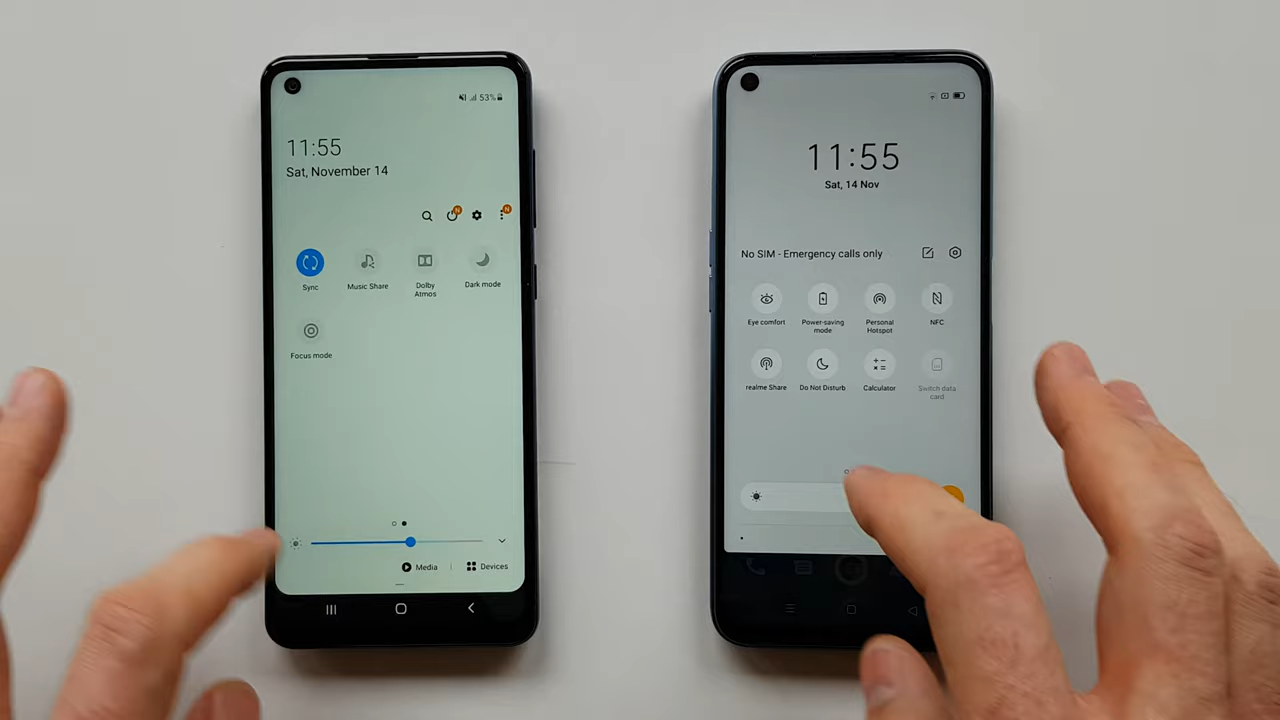 53%
11:55
Sat, November 14
N
N
Sync
Music Share
Dolby
Atmos
Dark mode
Focus mode
Media
Devices
11:55
Sat, 14 Nov
No SIM - Emergency calls only
Eye comfort
Power-saving
mode
Personal
Hotspot
NFC
realme Share
Do Not Disturb
Calculator
Switch data
card